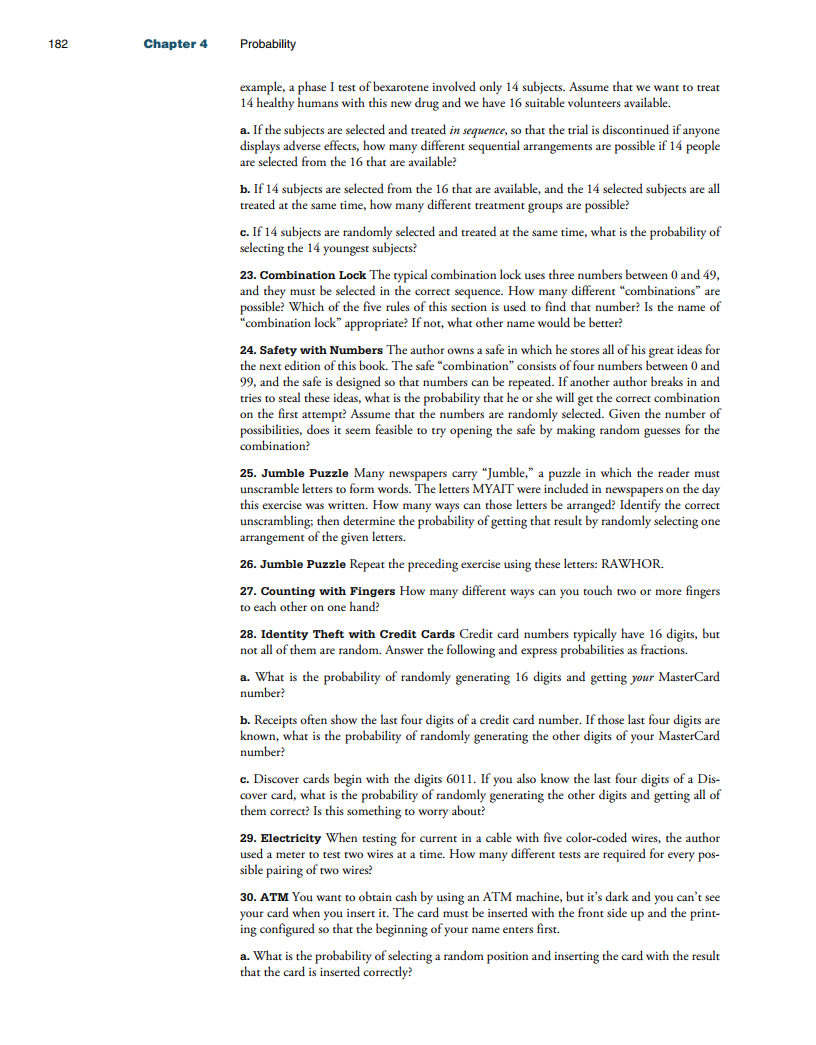 182 Chapter 4 Probability
example, a phase I test of bexarotene involved only 14 subjects. Assume that we want to treat
14 healthy humans with this new drug and we have 16 suitable volunteers available.
a. If the subjects are selected and treated in sequence, so that the trial is discontinued if anyone
displays adverse effects, how many different sequential arrangements are possible if 14 people
are selected from the 16 that are available?
b. If 14 subjects are selected from the 16 that are available, and the 14 selected subjects are all
treated at the same time, how many different treatment groups are possible?
c. If 14 subjects are randomly selected and treated at the same time, what is the probability of
selecting the 14 youngest subjects?
23. Combination Lock The typical combination lock uses three numbers between 0 and 49,
and they must be selected in the correct sequence. How many different “combinations” are
possible? Which of the five rules of this section is used to find that number? Is the name of
“combination lock” appropriate? If not, what other name would be better?
24. Safety with Numbers The author owns a safe in which he stores all of his great ideas for
the next edition of this book. The safe “combination” consists of four numbers between 0 and
99, and the safe is designed so that numbers can be repeated. If another author breaks in and
tries to steal these ideas, what is the probability that he or she will get the correct combination
on the first attempt? Assume that the numbers are randomly selected. Given the number of
possibilities, does it seem feasible to try opening the safe by making random guesses for the
combination?
25. Jumble Puzzle Many newspapers carry “Jumble,” a puzzle in which the reader must
unscramble letters to form words. The letters MYAIT were included in newspapers on the day
this exercise was written. How many ways can those letters be arranged? Identify the correct
unscrambling; then determine the probability of getting that result by randomly selecting one
arrangement of the given letters.
26. Jumble Puzzle Repeat the preceding exercise using these letters: RAWHOR.
27. Counting with Fingers How many different ways can you touch two or more fingers
to each other on one hand?
28. Identity Theft with Credit Cards Credit card numbers typically have 16 digits, but
not all of them are random. Answer the following and express probabilities as fractions.
a. What is the probability of randomly generating 16 digits and getting your MasterCard
number?
b. Receipts often show the last four digits of a credit card number. If those last four digits are
known, what is the probability of randomly generating the other digits of your MasterCard
number?
c. Discover cards begin with the digits 6011. If you also know the last four digits of a Dis-
cover card, what is the probability of randomly generating the other digits and getting all of
them correct? Is this something to worry about?
29. Electricity When testing for current in a cable with five color-coded wires, the author
used a meter to test two wires at a time. How many different tests are required for every pos-
sible pairing of two wires?
30. ATM You want to obtain cash by using an ATM machine, but it’s dark and you can’t see
your card when you insert it. The card must be inserted with the front side up and the print-
ing configured so that the beginning of your name enters first.
a. What is the probability of selecting a random position and inserting the card with the result
that the card is inserted correctly?